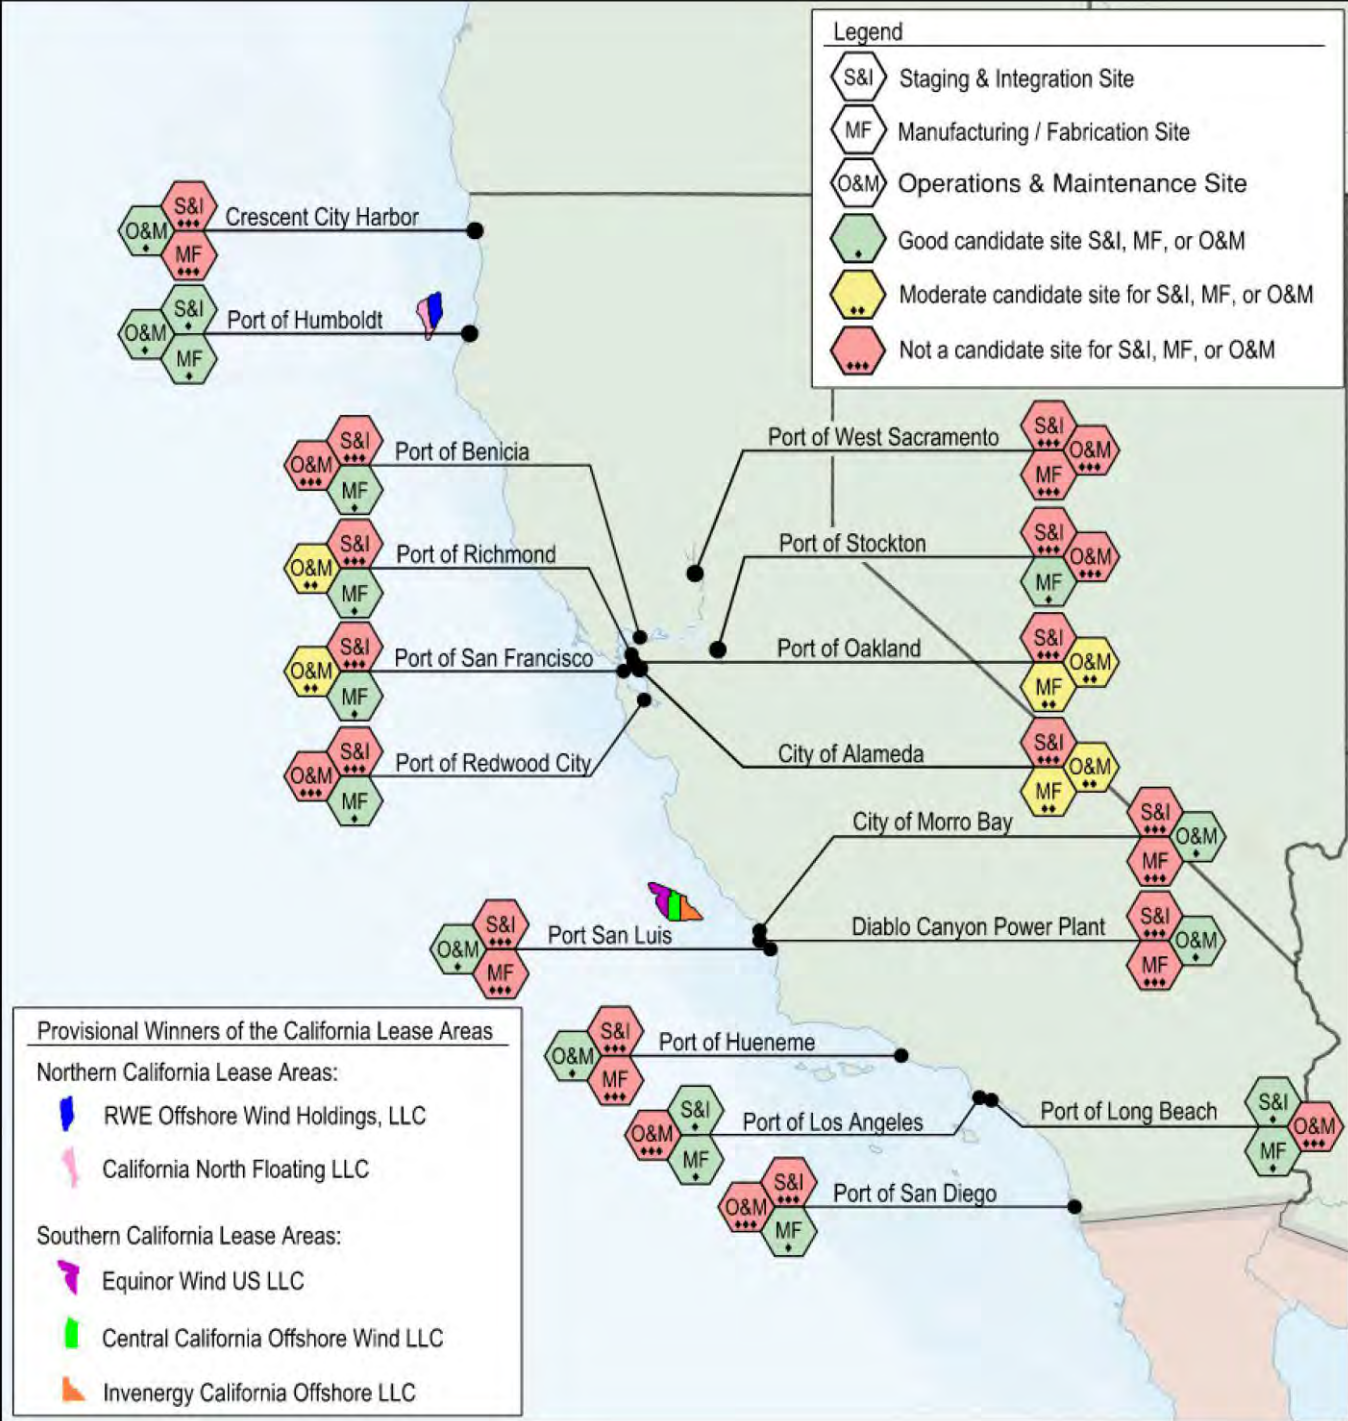 Legend
S&I Staging & Integration Site
MF Manufacturing / Fabrication Site
O&M Operations & Maintenance Site
Good candidate site S&I, MF, or O&M
Moderate candidate site for S&I, MF, or O&M
Not a candidate site for S&I, MF, or O&M
S&I
O&M
MF
Crescent City Harbor
S&I
O&M
MF
Port of Humboldt
S&I
O&M
MF
Port of Benicia
Port of West Sacramento
S&I
O&M
MF
S&I
O&M
MF
Port of Richmond
Port of Stockton
S&I
O&M
MF
S&I
O&M
MF
Port of San Francisco
Port of Oakland
S&I
O&M
MF
S&I
O&M
MF
Port of Redwood City
City of Alameda
S&I
O&M
MF
City of Morro Bay
S&I
O&M
MF
S&I
O&M
MF
Port San Luis
Diablo Canyon Power Plant
S&I
O&M
MF
S&I
O&M
MF
Port of Hueneme
S&I
O&M
MF
Port of Los Angeles
Port of Long Beach
S&I
O&M
MF
S&I
O&M
MF
Port of San Diego
Provisional Winners of the California Lease Areas
Northern California Lease Areas:
RWE Offshore Wind Holdings, LLC
California North Floating LLC
Southern California Lease Areas:
Equinor Wind US LLC
Central California Offshore Wind LLC
Invenergy California Offshore LLC